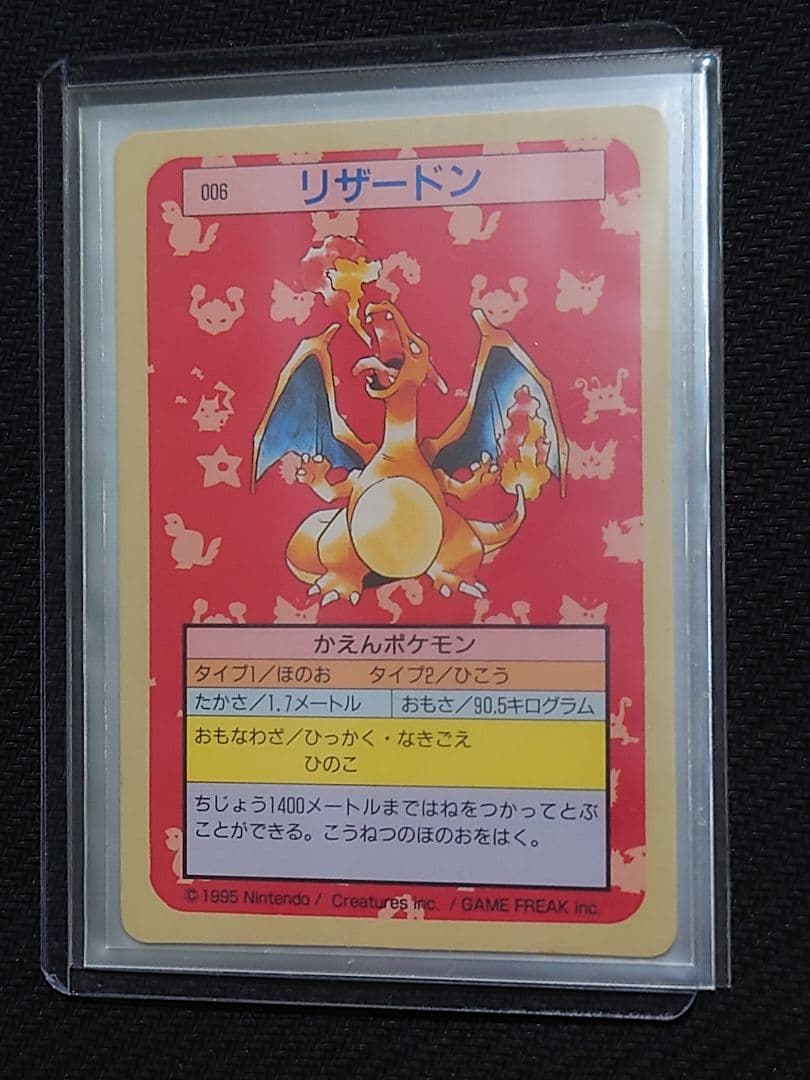 006 リザードン
かえんポケモン
タイプ1/ほのお タイプ2/ひこう
たかさ/1.7メートル おもさ/90.5キログラム
おもなわざ/ひっかく・なきごえ
ひのこ
ちじょう1400メートルまではねをつかってとぶ
ことができる。こうねつのほのおをはく。
©1995 Nintendo / Creatures inc. / GAME FREAK inc.